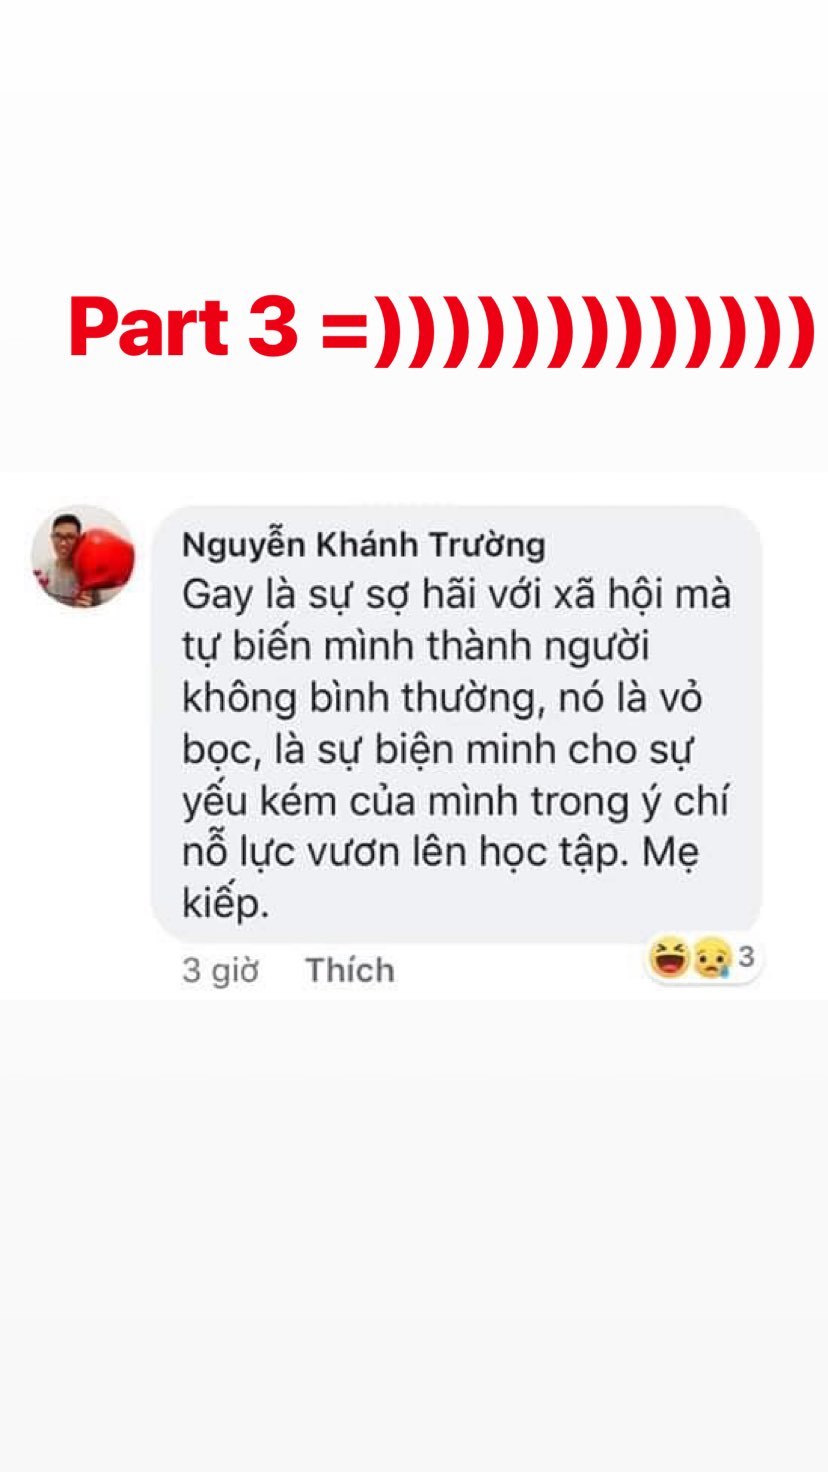 Part 3 =)))))))))))))
Nguyễn Khánh Trường
Gay là sự sợ hãi với xã hội mà
tự biến mình thành người
không bình thường, nó là vỏ
bọc, là sự biện minh cho sự
yếu kém của mình trong ý chí
nỗ lực vươn lên học tập. Mẹ
kiếp.
3 giờ Thích 3